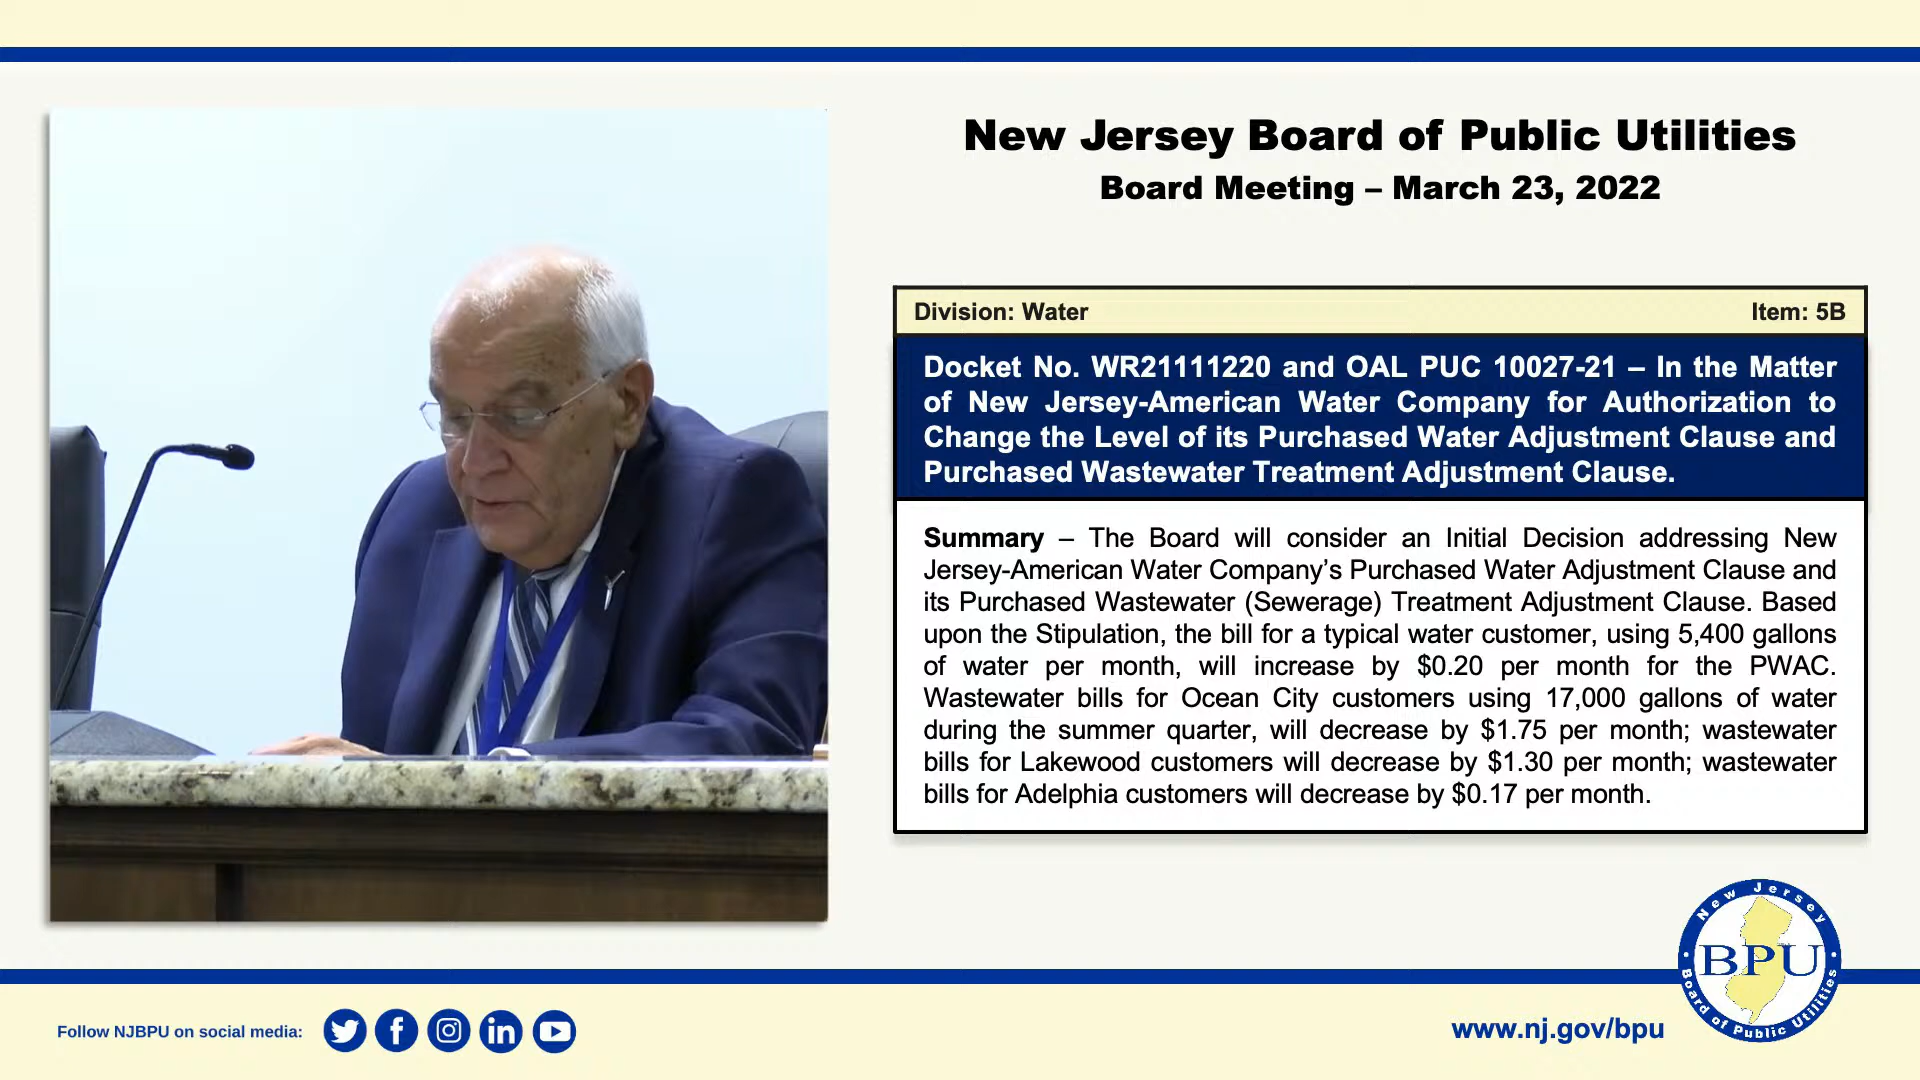 New Jersey Board of Public Utilities
Board Meeting – March 23, 2022
Division: Water
Item: 5B
Docket No. WR21111220 and OAL PUC 10027-21 – In the Matter
of New Jersey-American Water Company for Authorization to
Change the Level of its Purchased Water Adjustment Clause and
Purchased Wastewater Treatment Adjustment Clause.
Summary – The Board will consider an Initial Decision addressing New
Jersey-American Water Company’s Purchased Water Adjustment Clause and
its Purchased Wastewater (Sewerage) Treatment Adjustment Clause. Based
upon the Stipulation, the bill for a typical water customer, using 5,400 gallons
of water per month, will increase by $0.20 per month for the PWAC.
Wastewater bills for Ocean City customers using 17,000 gallons of water
during the summer quarter, will decrease by $1.75 per month; wastewater
bills for Lakewood customers will decrease by $1.30 per month; wastewater
bills for Adelphia customers will decrease by $0.17 per month.
Follow NJBPU on social media:
www.nj.gov/bpu
New Jersey
BPU
Board of Public Utilities